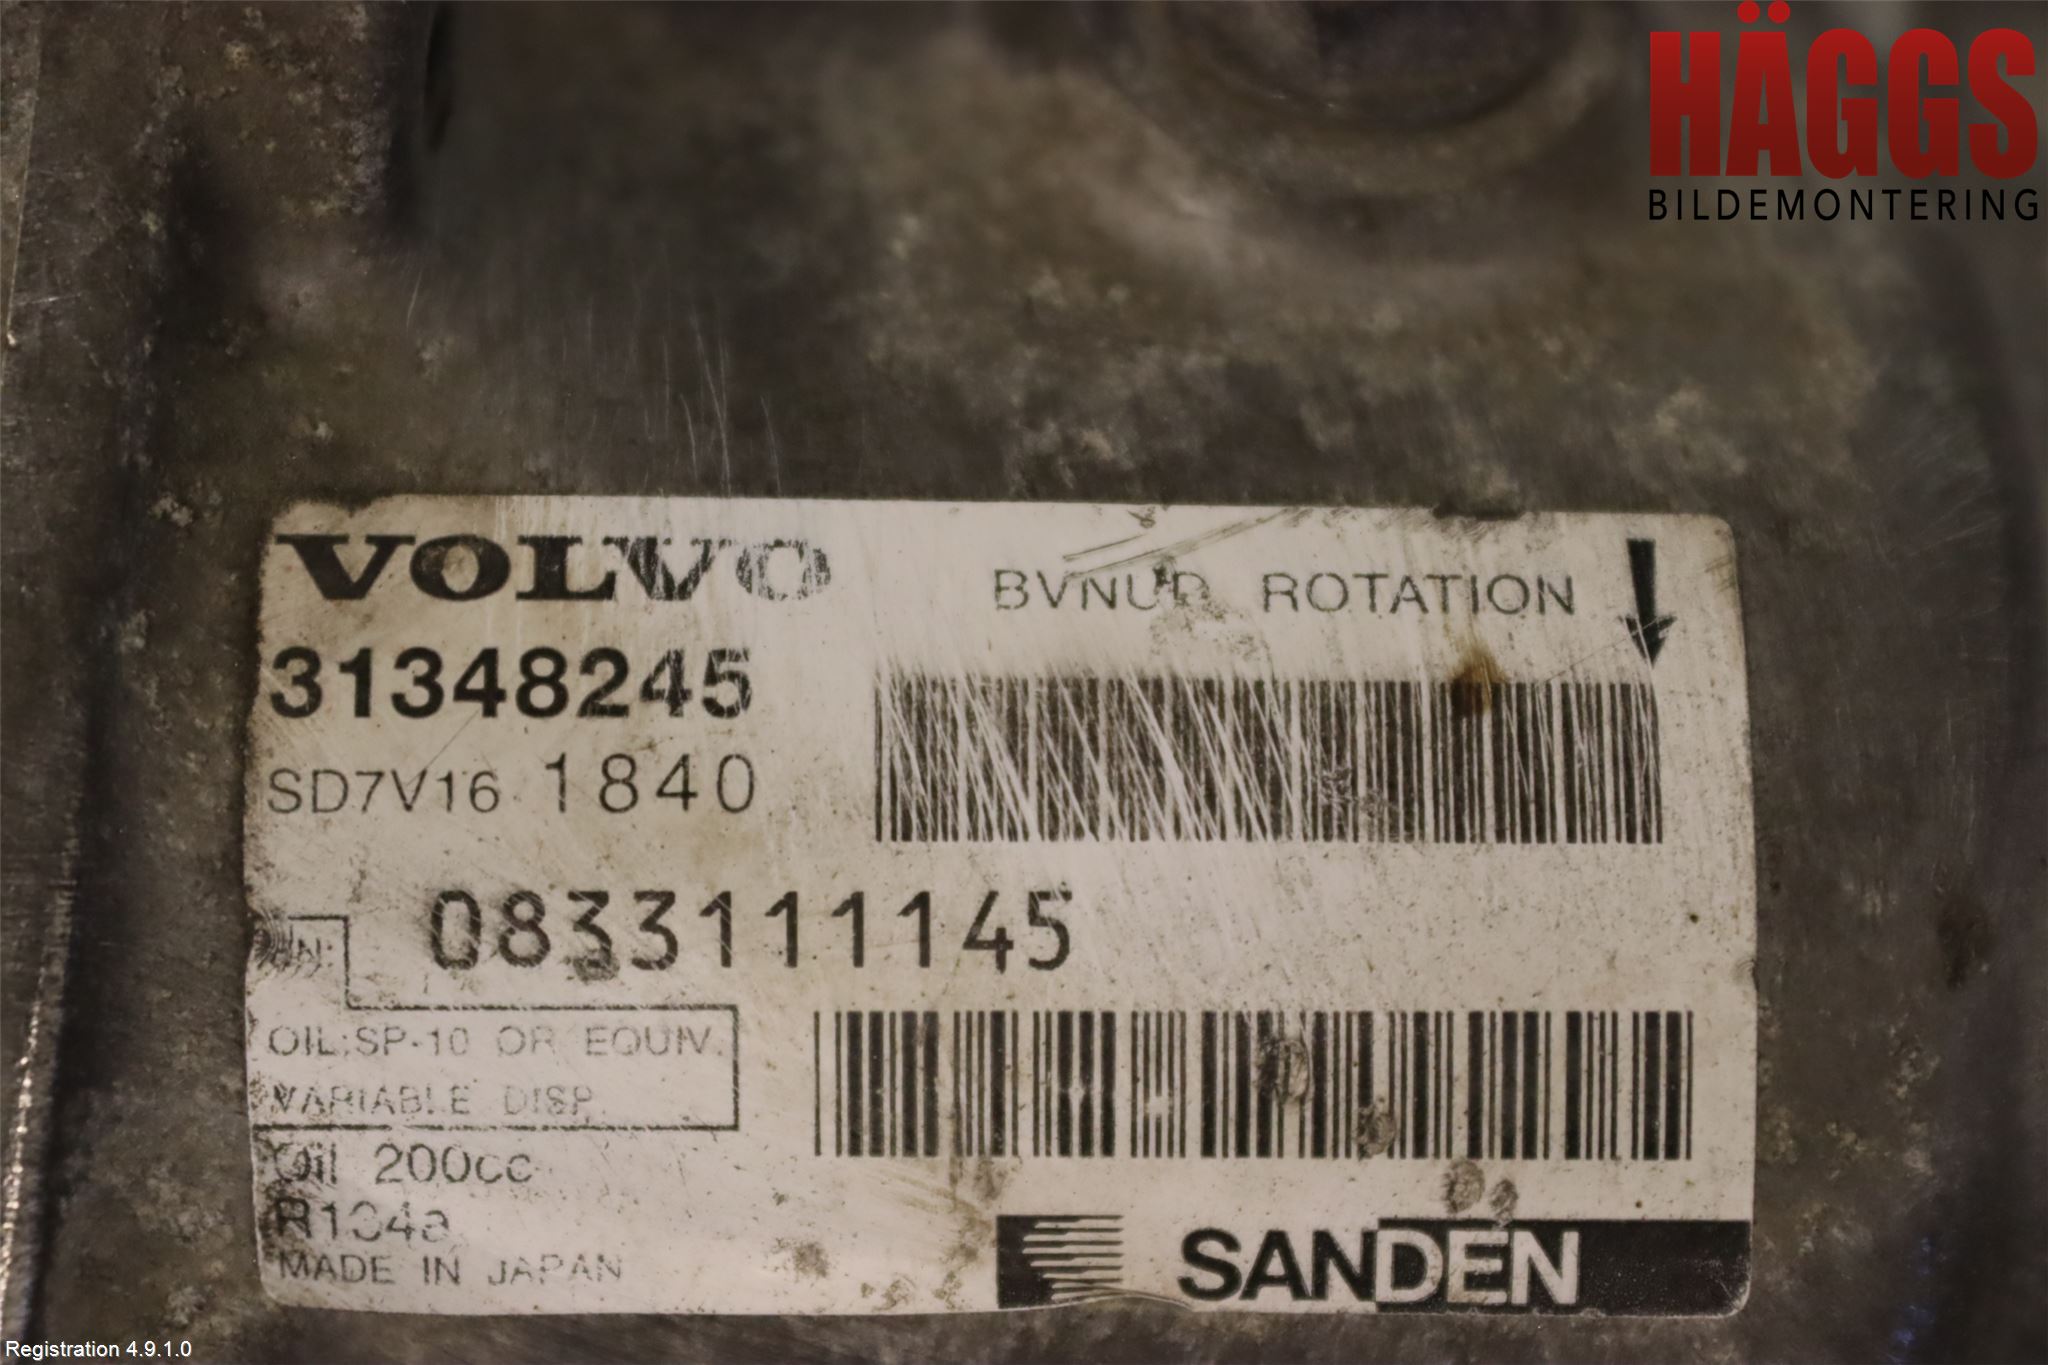 HÄGGS
BILDEMONTERING
VOLVO
BVNUR ROTATION
31348245
SD7V16 1840
0833111145
OIL:SP-10 OR EQUIV.
VARIABLE DISP.
Oil 200cc
R134a
MADE IN JAPAN
SANDEN
Registration 4.9.1.0